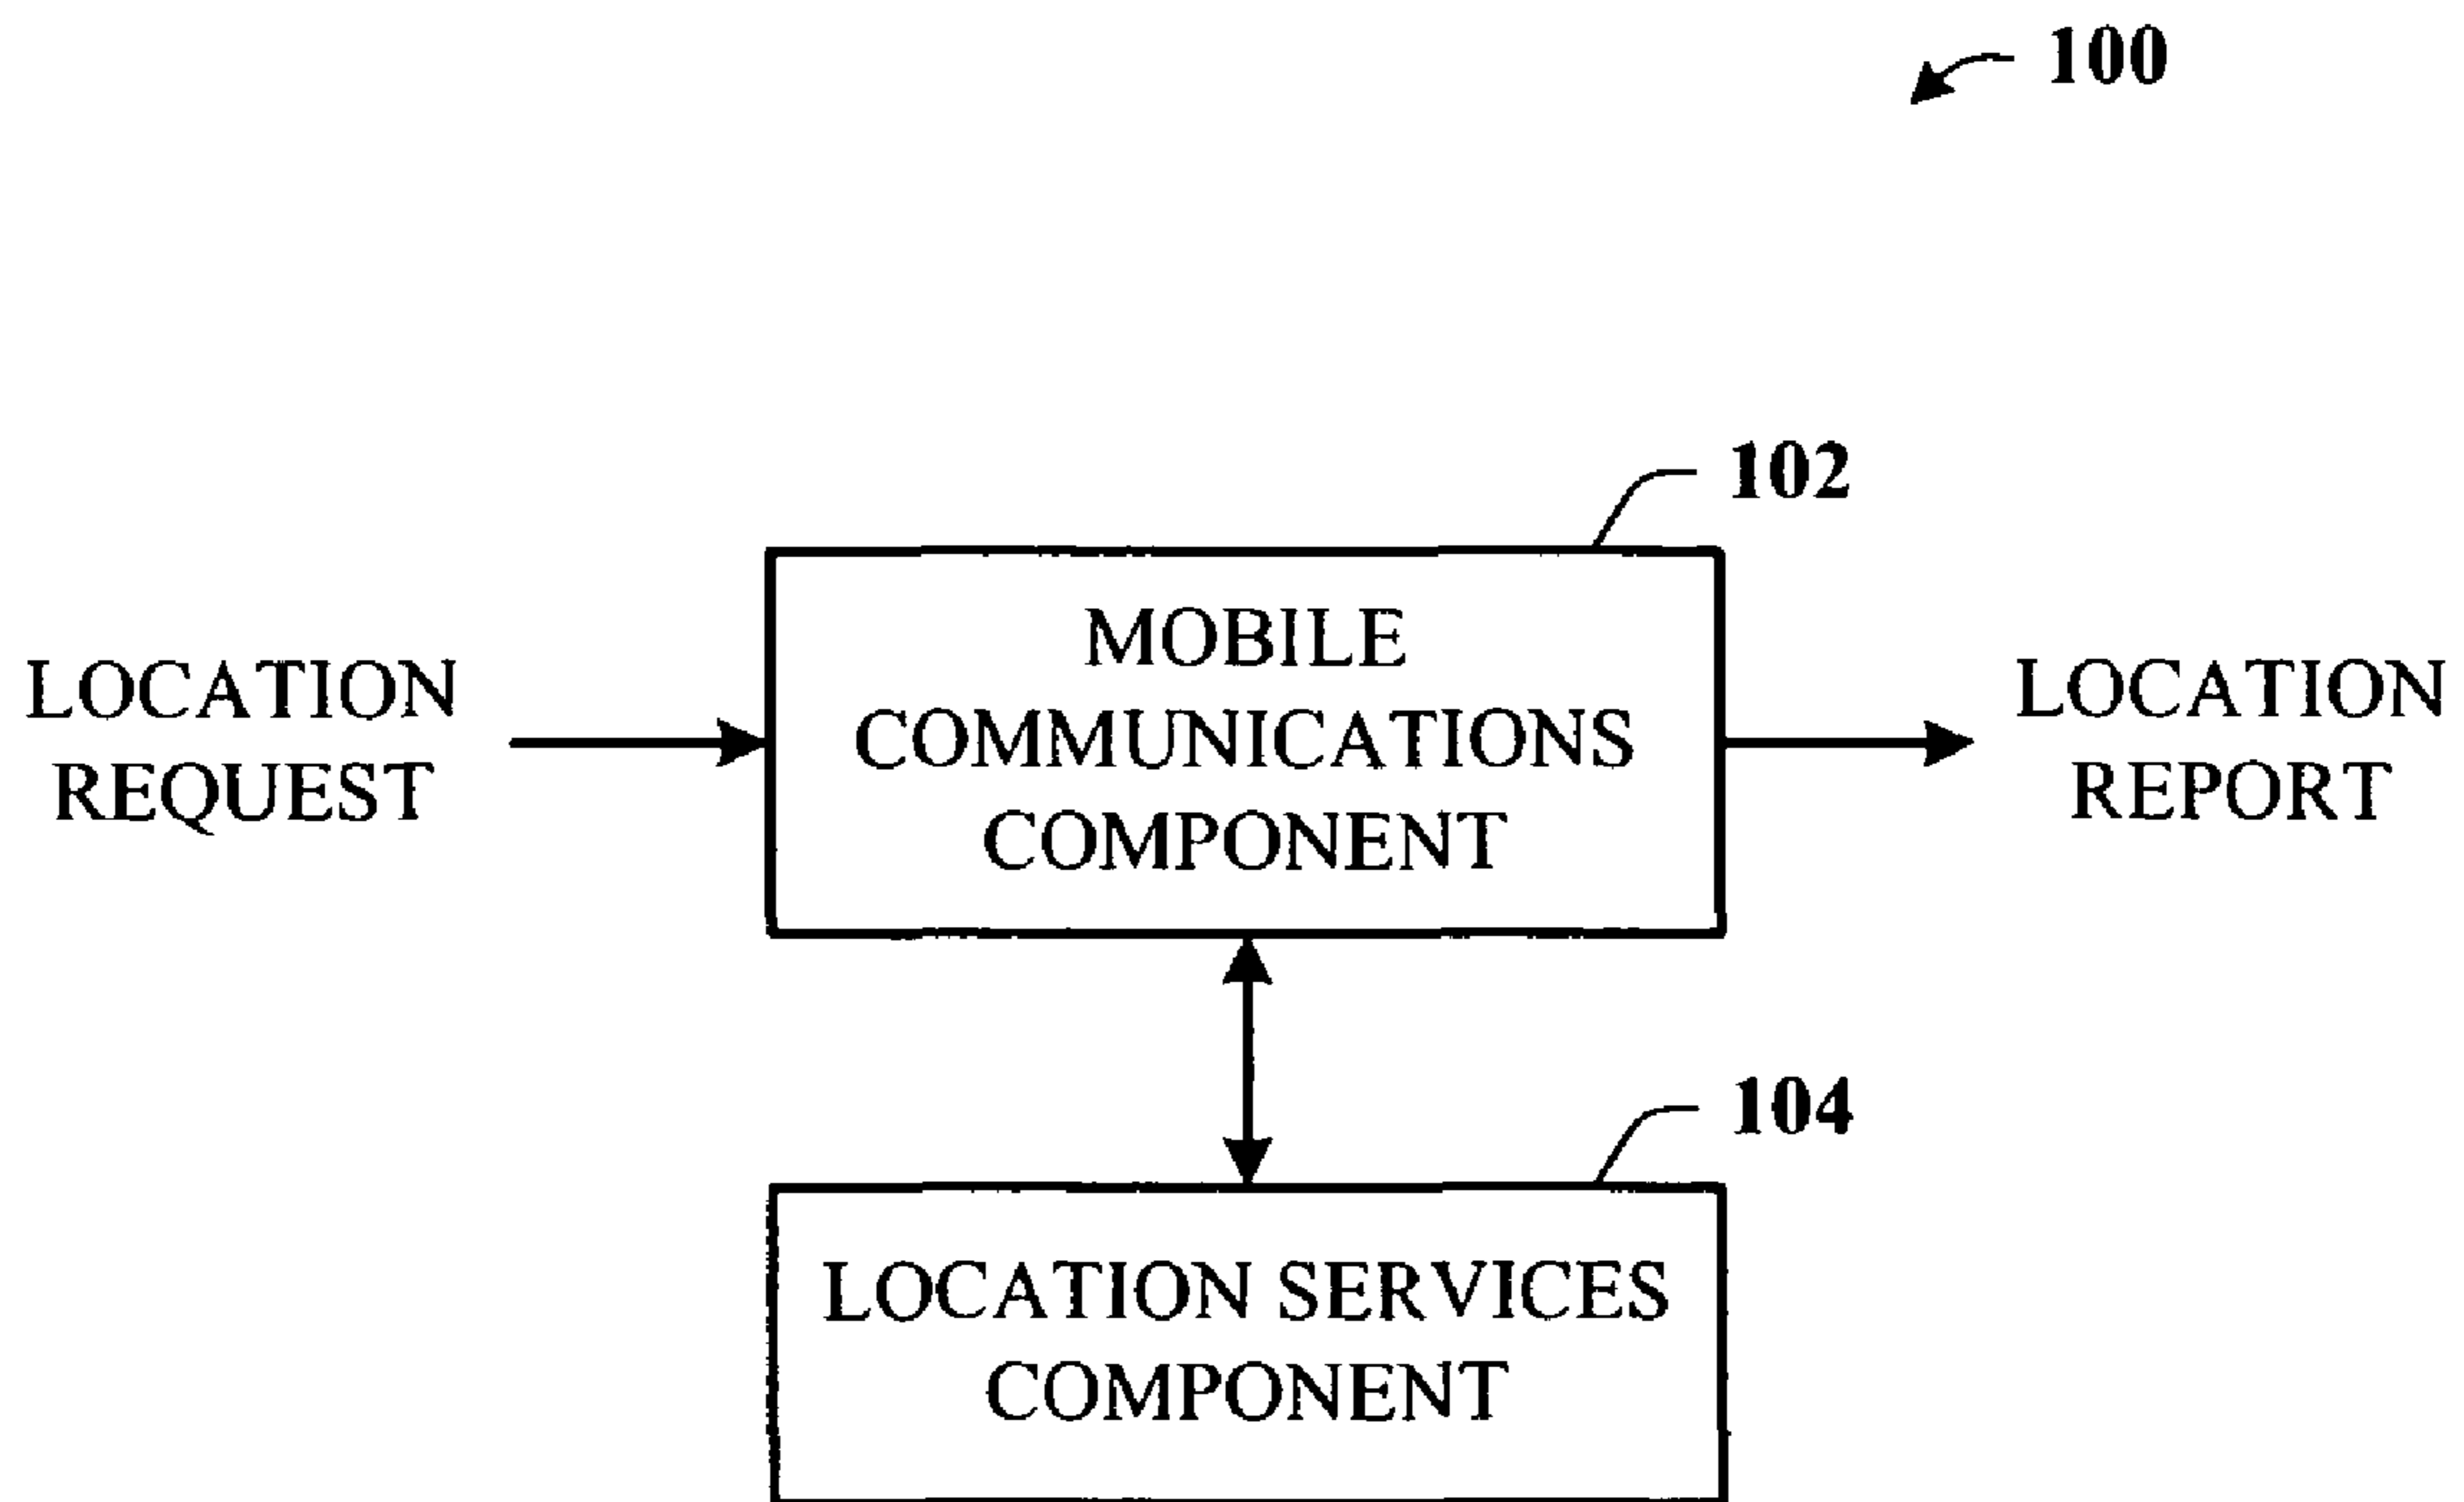 100
102
MOBILE
COMMUNICATIONS
COMPONENT
LOCATION
REQUEST
LOCATION
REPORT
104
LOCATION SERVICES
COMPONENT